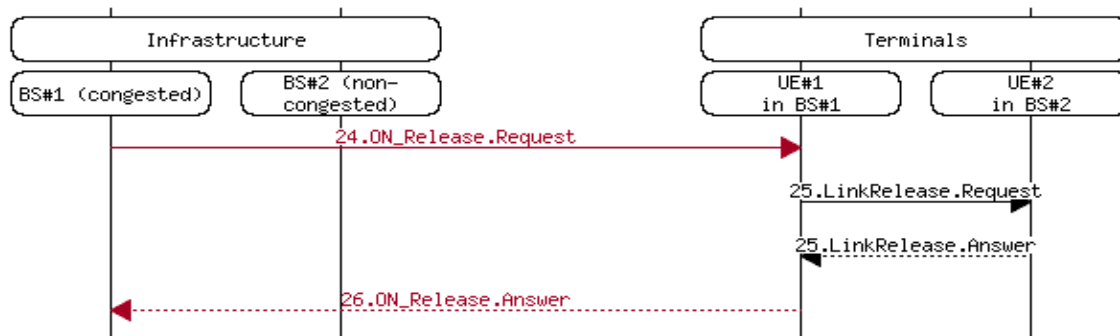 Infrastructure
Terminals
BS#1 (congested)
BS#2 (non-
congested)
UE#1
in BS#1
UE#2
in BS#2
24.ON_Release.Request
25.LinkRelease.Request
25.LinkRelease.Answer
26.ON_Release.Answer